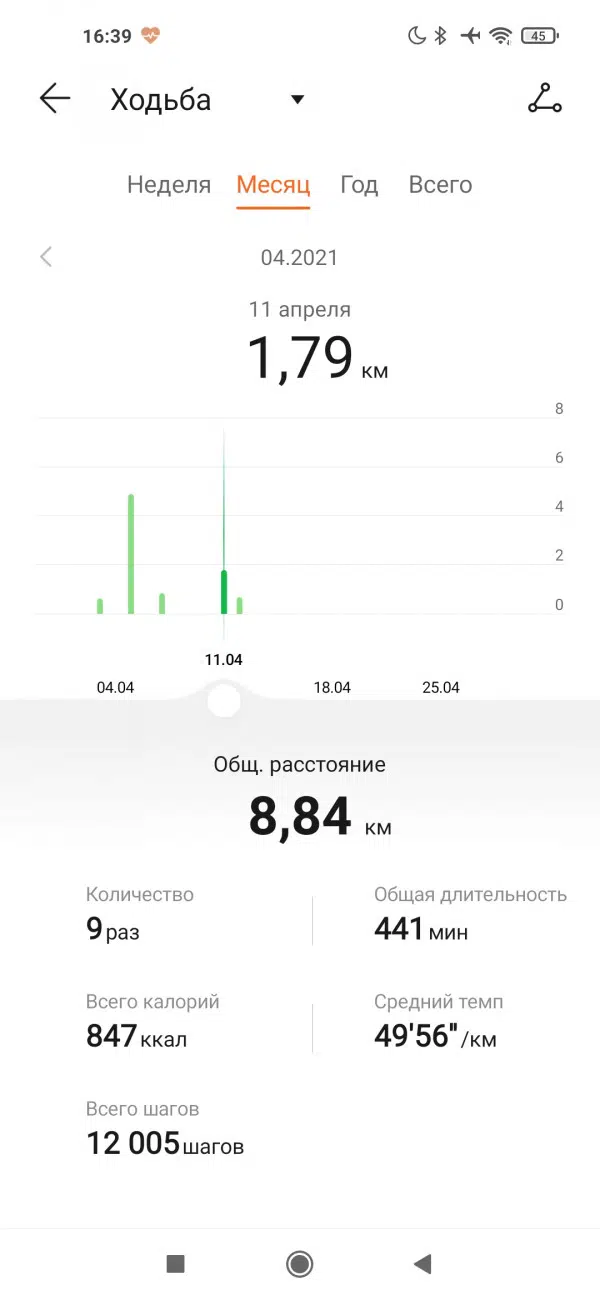 16:39
45
Ходьба
Неделя Месяц Год Всего
04.2021
11 апреля
1,79 км
8
6
4
2
0
11.04
04.04 18.04 25.04
Общ. расстояние
8,84 км
Количество Общая длительность
9 раз 441 мин
Всего калорий Средний темп
847 ккал 49'56"/км
Всего шагов
12 005 шагов